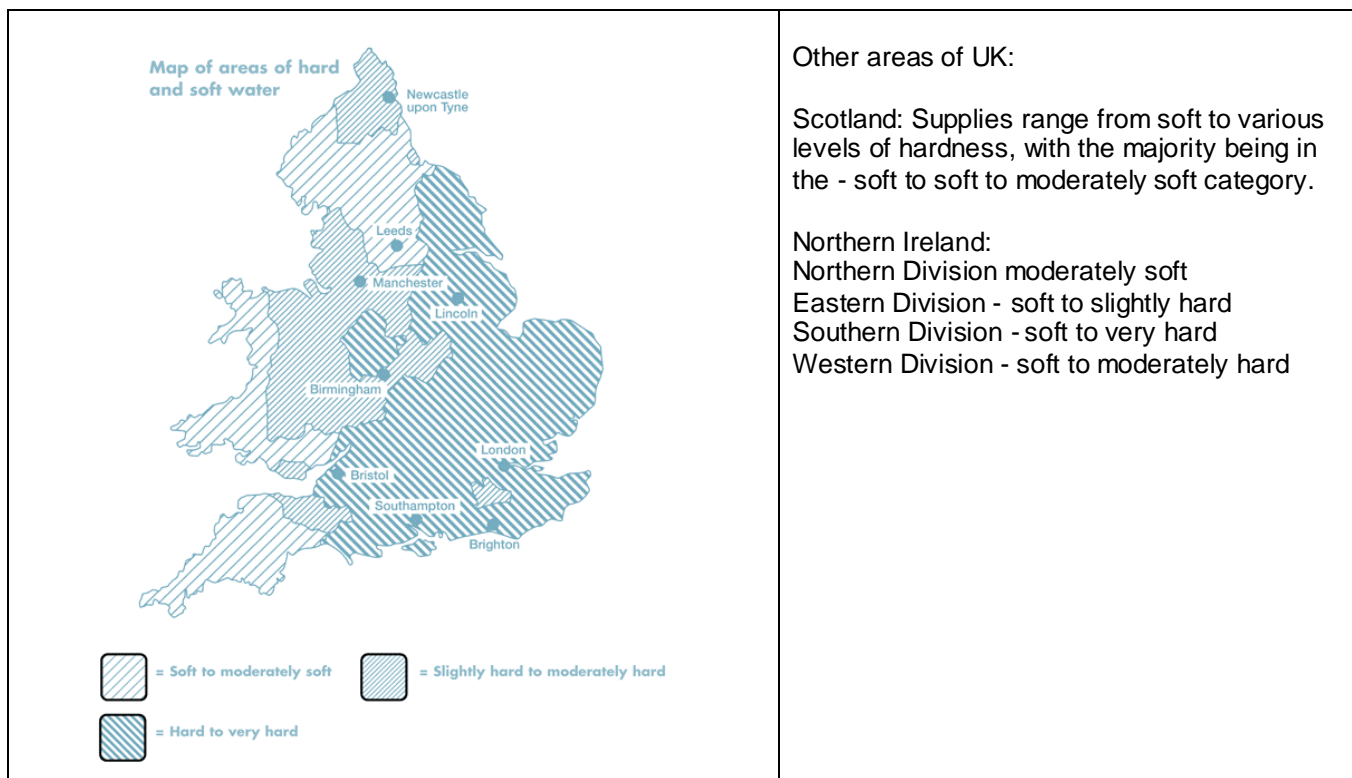 Map of areas of hard
and soft water
Newcastle
upon Tyne
Leeds
Manchester
Lincoln
Birmingham
London
Bristol
Southampton
Brighton
= Soft to moderately soft
= Slightly hard to moderately hard
= Hard to very hard
Other areas of UK:
Scotland: Supplies range from soft to various
levels of hardness, with the majority being in
the - soft to soft to moderately soft category.
Northern Ireland:
Northern Division moderately soft
Eastern Division - soft to slightly hard
Southern Division - soft to very hard
Western Division - soft to moderately hard